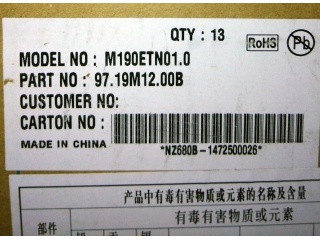 QTY : 13
RoHS
Pb
MODEL NO : M190ETN01.0
PART NO : 97.19M12.00B
CUSTOMER NO:
CARTON NO :
MADE IN CHINA
*NZ680B-1472500026*
产品中有毒有害物质或元素的名称及含量
有毒有害物质或元素
部件